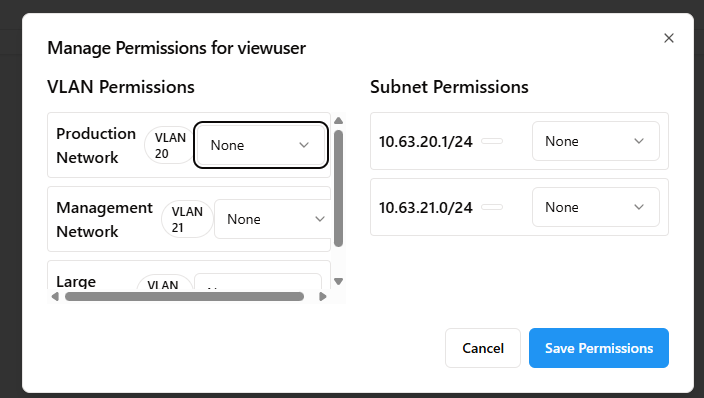 Manage Permissions for viewuser
VLAN Permissions
Production
Network
VLAN
20
None
Management
Network
VLAN
21
None
Large
VLAN
Subnet Permissions
10.63.20.1/24
None
10.63.21.0/24
None
Cancel
Save Permissions